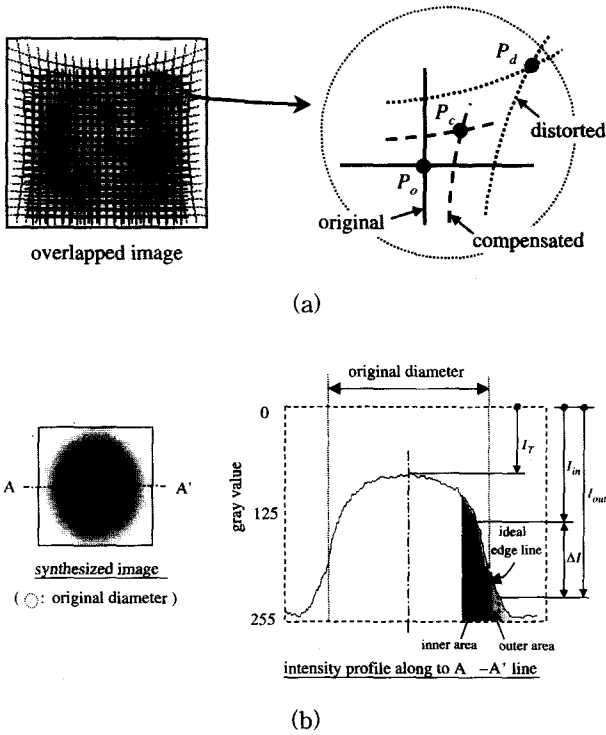 P_d
P_c
distorted
P_o
original
compensated
overlapped image
(a)
original diameter
0
I_T
I_in
I_out
gray value
A
A'
125
ideal
edge line
ΔI
synthesized image
( : original diameter )
255
inner area
outer area
intensity profile along to A –A' line
(b)